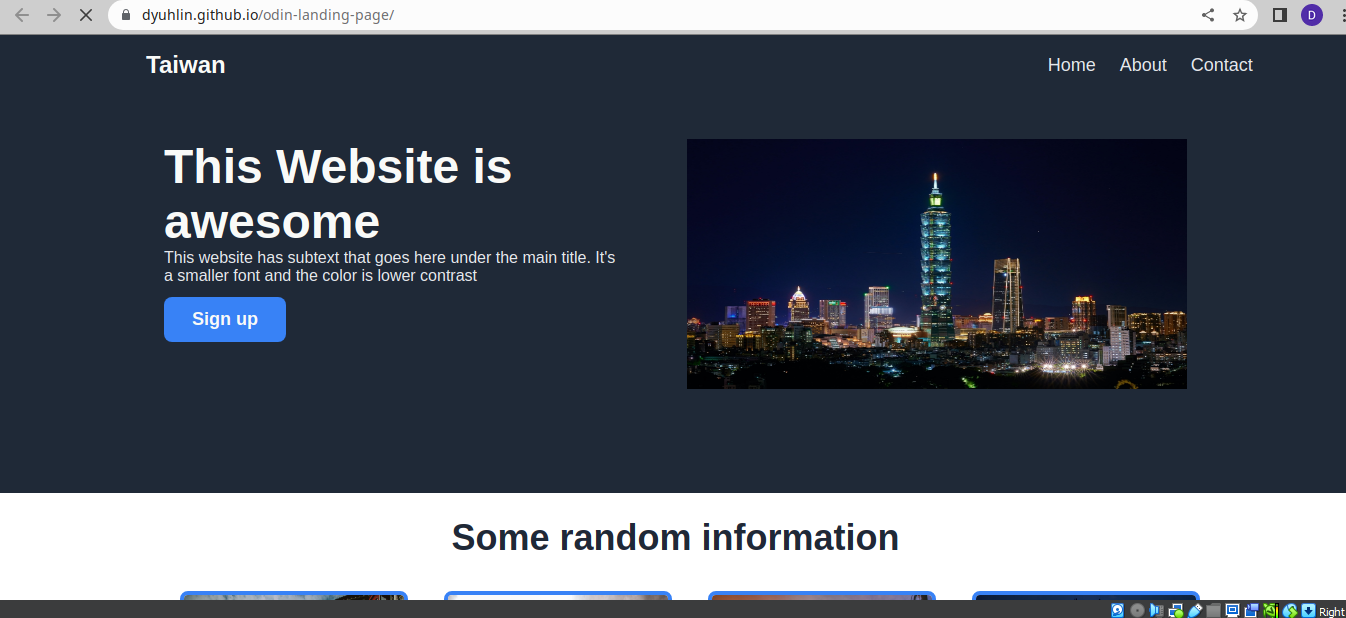 dyuhlin.github.io/odin-landing-page/
D
Taiwan
Home About Contact
This Website is
awesome
This website has subtext that goes here under the main title. It's
a smaller font and the color is lower contrast
Sign up
Some random information
Right